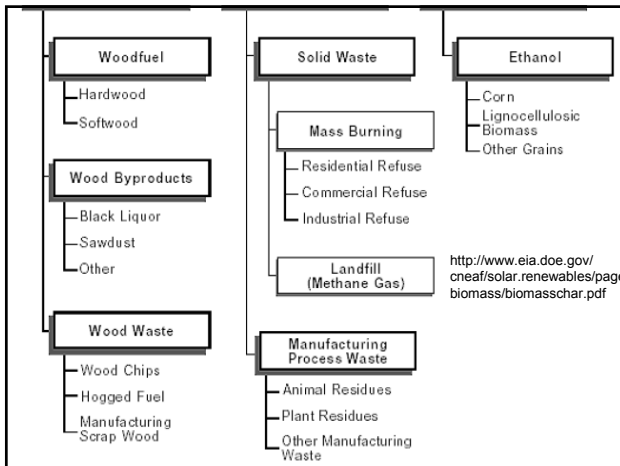 Woodfuel
Hardwood
Softwood
Wood Byproducts
Black Liquor
Sawdust
Other
Wood Waste
Wood Chips
Hogged Fuel
Manufacturing
Scrap Wood
Solid Waste
Mass Burning
Residential Refuse
Commercial Refuse
Industrial Refuse
Landfill
(Methane Gas)
Manufacturing
Process Waste
Animal Residues
Plant Residues
Other Manufacturing
Waste
Ethanol
Corn
Lignocellulosic
Biomass
Other Grains
http://www.eia.doe.gov/
cneaf/solar.renewables/page
biomass/biomasschar.pdf